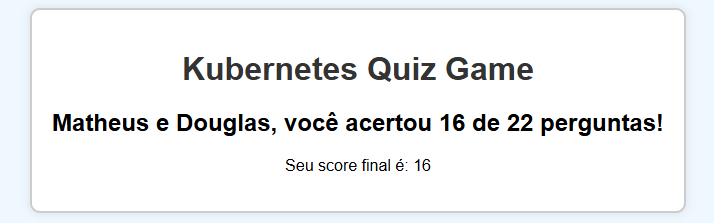 Kubernetes Quiz Game
Matheus e Douglas, você acertou 16 de 22 perguntas!
Seu score final é: 16